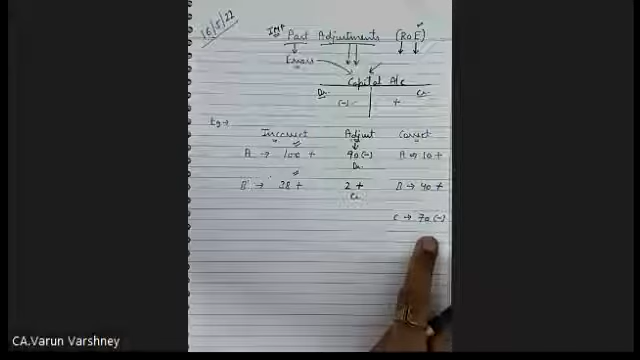 16/5/22
IMP Past Adjustments (RoE)
Errors
Capital A/c
Dr. Cr.
(-) +
Eg →
Incorrect Adjust Correct
A → 100 + 90 (-) A → 10 +
Dr.
B → 38 + 2 + B → 40 +
Cr.
C → 70 (-)
CA.Varun Varshney